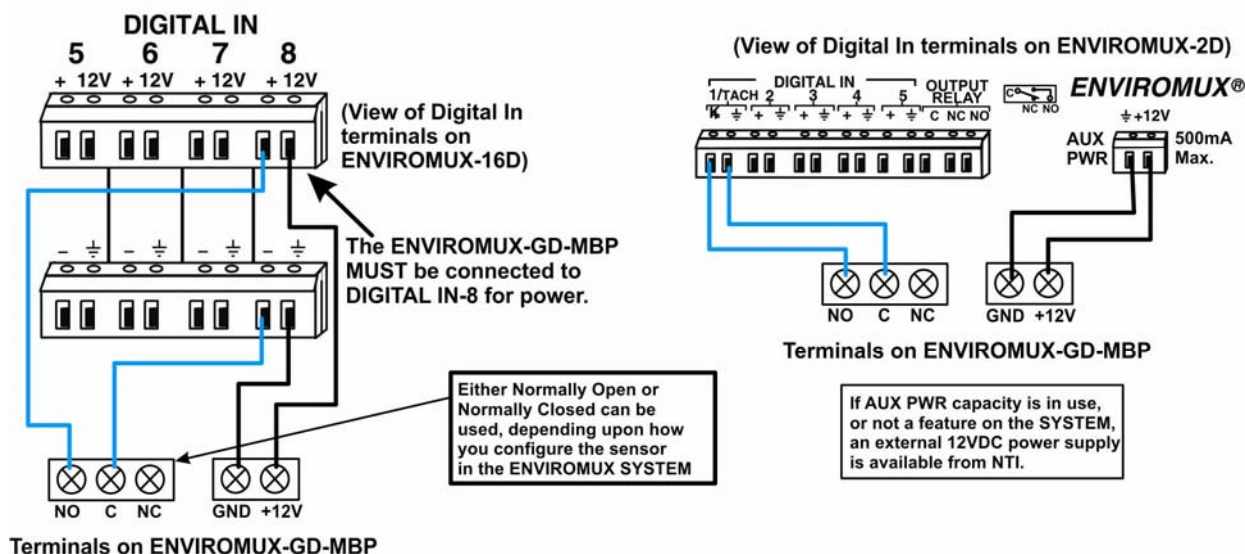 DIGITAL IN
5 6 7 8
+ 12V + 12V + 12V + 12V
(View of Digital In
terminals on
ENVIROMUX-16D)
The ENVIROMUX-GD-MBP
MUST be connected to
DIGITAL IN-8 for power.
– – – –
Either Normally Open or
Normally Closed can be
used, depending upon how
you configure the sensor
in the ENVIROMUX SYSTEM
NO C NC GND +12V
Terminals on ENVIROMUX-GD-MBP
(View of Digital In terminals on ENVIROMUX-2D)
DIGITAL IN
1/TACH 2 3 4 5
+ + + +
OUTPUT
RELAY
C NC NO
C
NC NO
ENVIROMUX®
+12V
AUX
PWR
500mA
Max.
NO C NC GND +12V
Terminals on ENVIROMUX-GD-MBP
If AUX PWR capacity is in use,
or not a feature on the SYSTEM,
an external 12VDC power supply
is available from NTI.